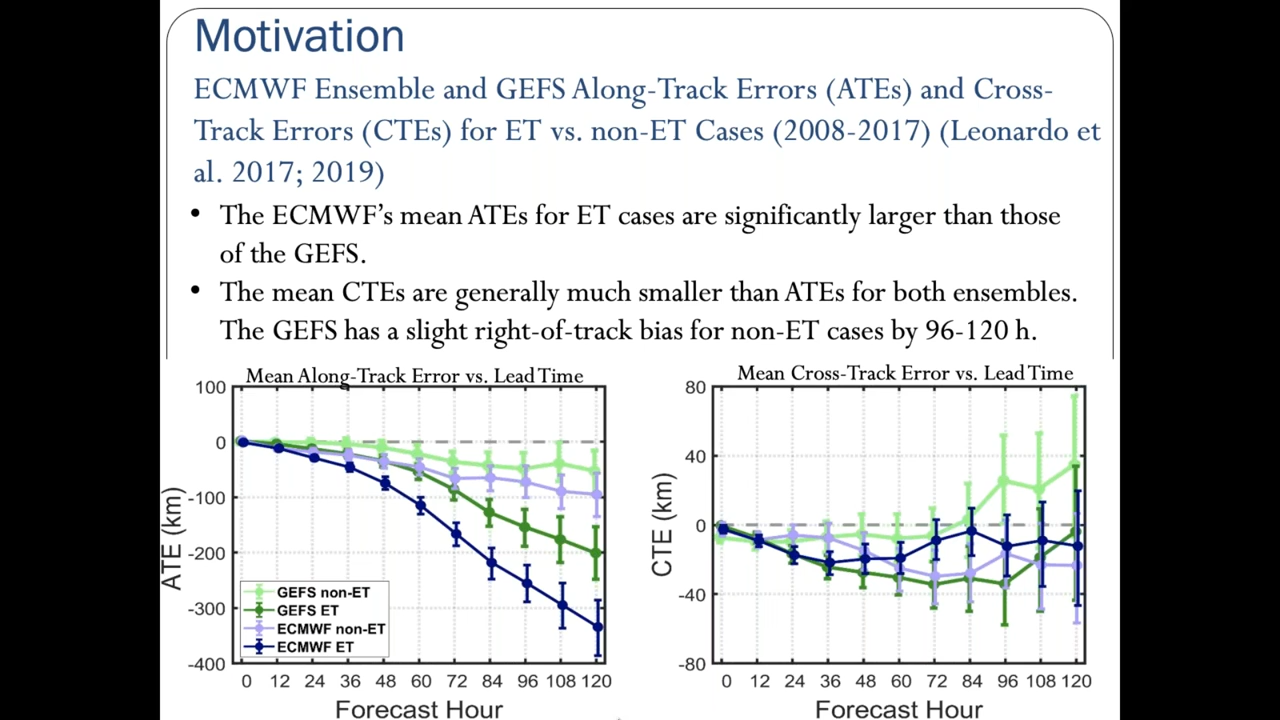 Motivation
ECMWF Ensemble and GEFS Along-Track Errors (ATEs) and Cross-
Track Errors (CTEs) for ET vs. non-ET Cases (2008-2017) (Leonardo et
al. 2017; 2019)
• The ECMWF's mean ATEs for ET cases are significantly larger than those
of the GEFS.
• The mean CTEs are generally much smaller than ATEs for both ensembles.
The GEFS has a slight right-of-track bias for non-ET cases by 96-120 h.
Mean Along-Track Error vs. Lead Time
100
0
-100
-200
-300
-400
ATE (km)
GEFS non-ET
GEFS ET
ECMWF non-ET
ECMWF ET
0 12 24 36 48 60 72 84 96 108 120
Forecast Hour
Mean Cross-Track Error vs. Lead Time
80
40
0
-40
-80
CTE (km)
0 12 24 36 48 60 72 84 96 108 120
Forecast Hour